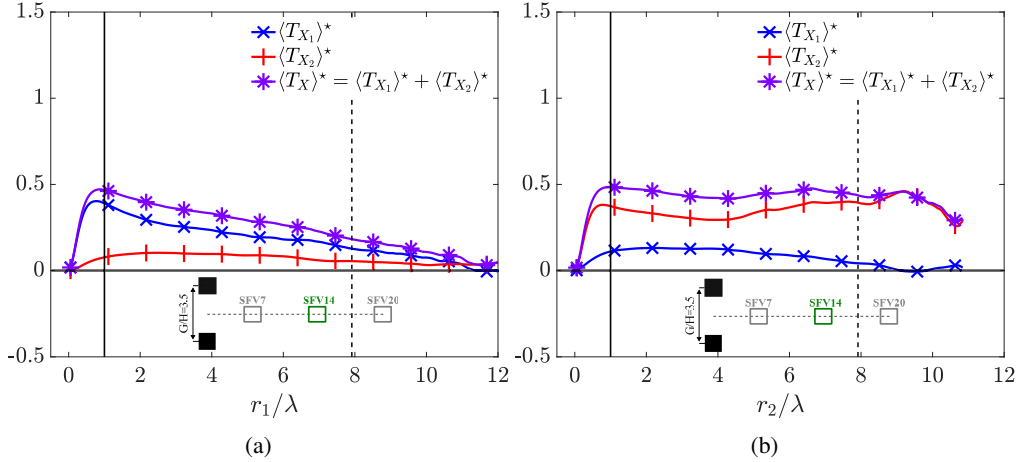 1.5
1
0.5
0
-0.5
⟨T_{X_1}⟩*
⟨T_{X_2}⟩*
⟨T_X⟩* = ⟨T_{X_1}⟩* + ⟨T_{X_2}⟩*
G/H=3.5
SFV7 SFV14 SFV20
0 2 4 6 8 10 12
r_1/λ
(a)
1.5
1
0.5
0
-0.5
⟨T_{X_1}⟩*
⟨T_{X_2}⟩*
⟨T_X⟩* = ⟨T_{X_1}⟩* + ⟨T_{X_2}⟩*
G/H=3.5
SFV7 SFV14 SFV20
0 2 4 6 8 10 12
r_2/λ
(b)